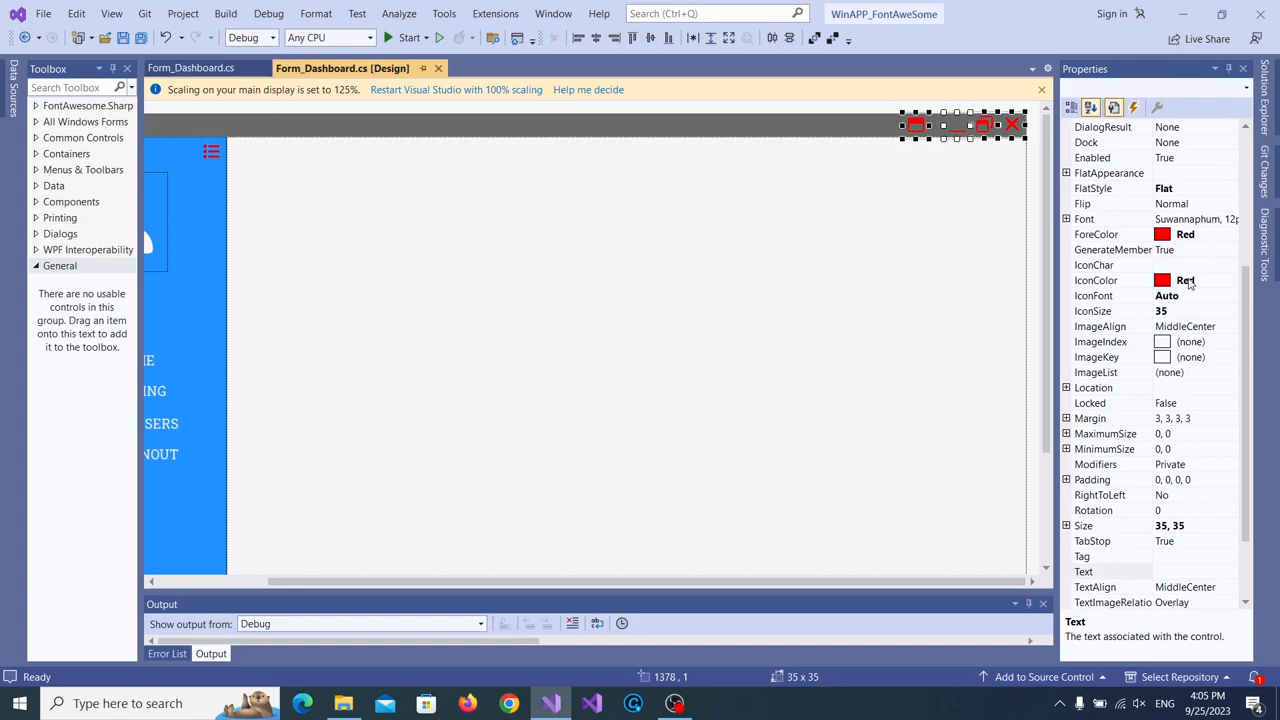 File Edit View Git Project Build Debug Format Test Analyze Tools Extensions Window Help Search (Ctrl+Q) WinAPP_FontAweSome Sign in
Debug Any CPU Start Live Share
Data Sources
Toolbox
Search Toolbox
FontAwesome.Sharp
All Windows Forms
Common Controls
Containers
Menus & Toolbars
Data
Components
Printing
Dialogs
WPF Interoperability
General
There are no usable
controls in this
group. Drag an item
onto this text to add
it to the toolbox.
Form_Dashboard.cs Form_Dashboard.cs [Design]
Scaling on your main display is set to 125%. Restart Visual Studio with 100% scaling Help me decide
ME
ING
SERS
NOUT
Output
Show output from: Debug
Error List Output
Properties
DialogResult None
Dock None
Enabled True
FlatAppearance
FlatStyle Flat
Flip Normal
Font Suwannaphum, 12p
ForeColor Red
GenerateMember True
IconChar
IconColor Red
IconFont Auto
IconSize 35
ImageAlign MiddleCenter
ImageIndex (none)
ImageKey (none)
ImageList (none)
Location
Locked False
Margin 3, 3, 3, 3
MaximumSize 0, 0
MinimumSize 0, 0
Modifiers Private
Padding 0, 0, 0, 0
RightToLeft No
Rotation 0
Size 35, 35
TabStop True
Tag
Text
TextAlign MiddleCenter
TextImageRelatio Overlay
Text
The text associated with the control.
Solution Explorer
Git Changes
Diagnostic Tools
Ready 1378 , 1 35 x 35 Add to Source Control Select Repository 1
Type here to search ENG 4:05 PM
9/25/2023 4